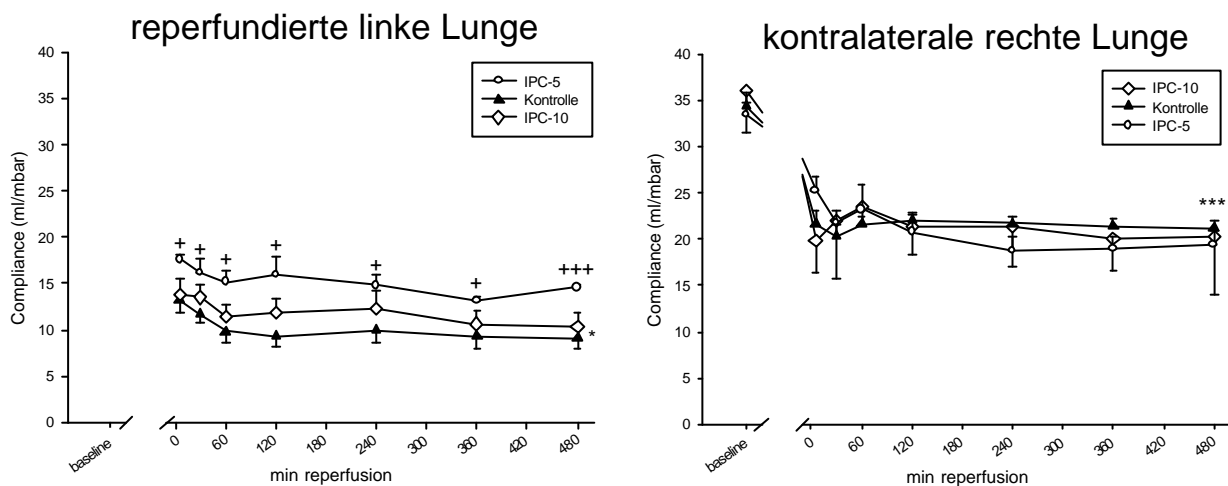 reperfundierte linke Lunge
40
35
30
25
20
15
10
5
0
Compliance (ml/mbar)
IPC-5
Kontrolle
IPC-10
+ + + + + + +++
*
baseline
0 60 120 180 240 300 360 420 480
min reperfusion
kontralaterale rechte Lunge
40
35
30
25
20
15
10
5
0
Compliance (ml/mbar)
IPC-10
Kontrolle
IPC-5
***
baseline
0 60 120 180 240 300 360 420 480
min reperfusion